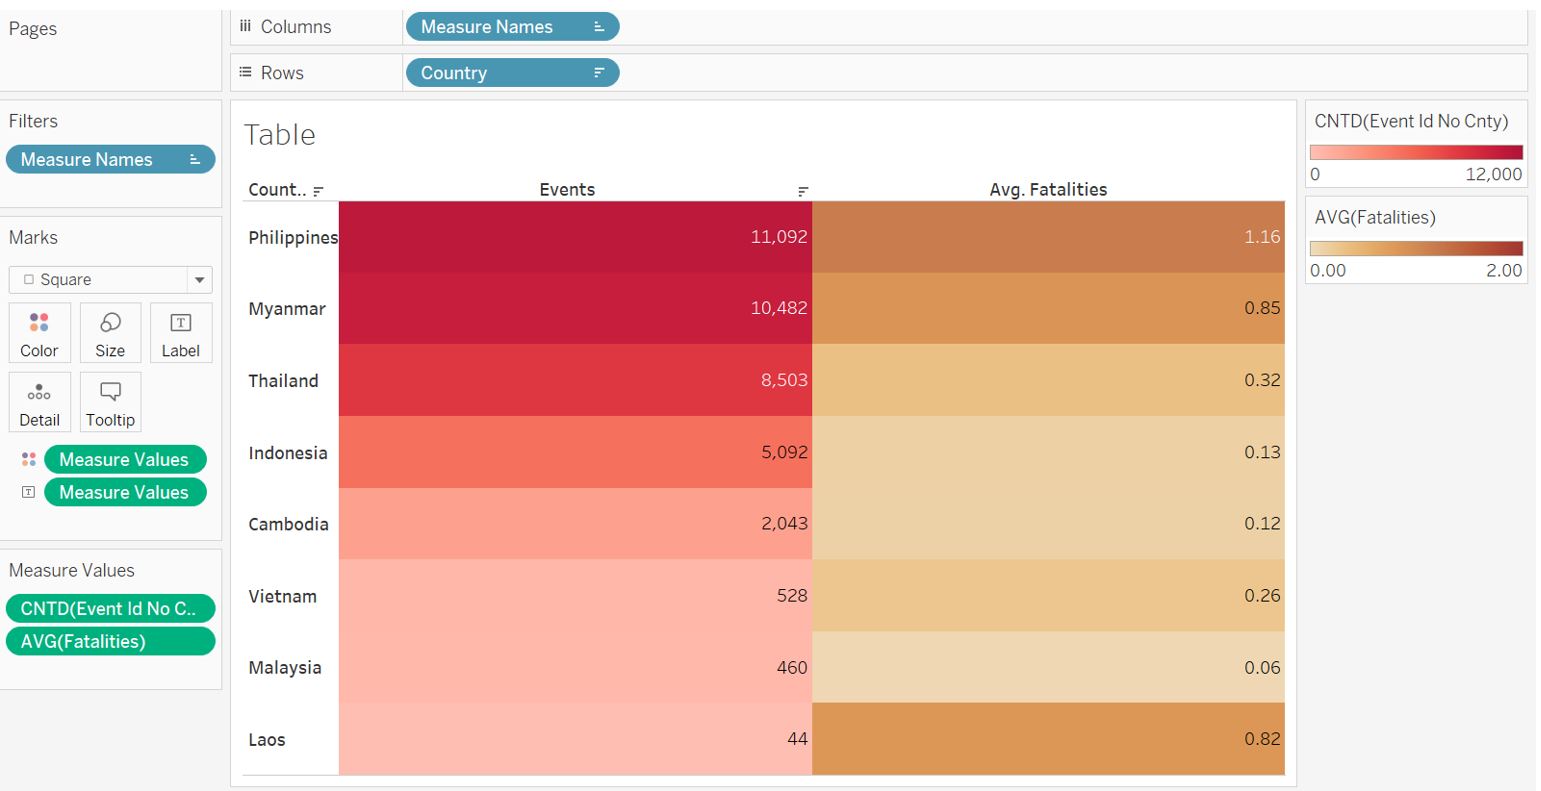 Pages
Columns
Measure Names
Rows
Country
Filters
Measure Names
Marks
Square
Color
Size
Label
Detail
Tooltip
Measure Values
Measure Values
Measure Values
CNTD(Event Id No C..
AVG(Fatalities)
Table
Count.. Events Avg. Fatalities
Philippines 11,092 1.16
Myanmar 10,482 0.85
Thailand 8,503 0.32
Indonesia 5,092 0.13
Cambodia 2,043 0.12
Vietnam 528 0.26
Malaysia 460 0.06
Laos 44 0.82
CNTD(Event Id No Cnty)
0 12,000
AVG(Fatalities)
0.00 2.00